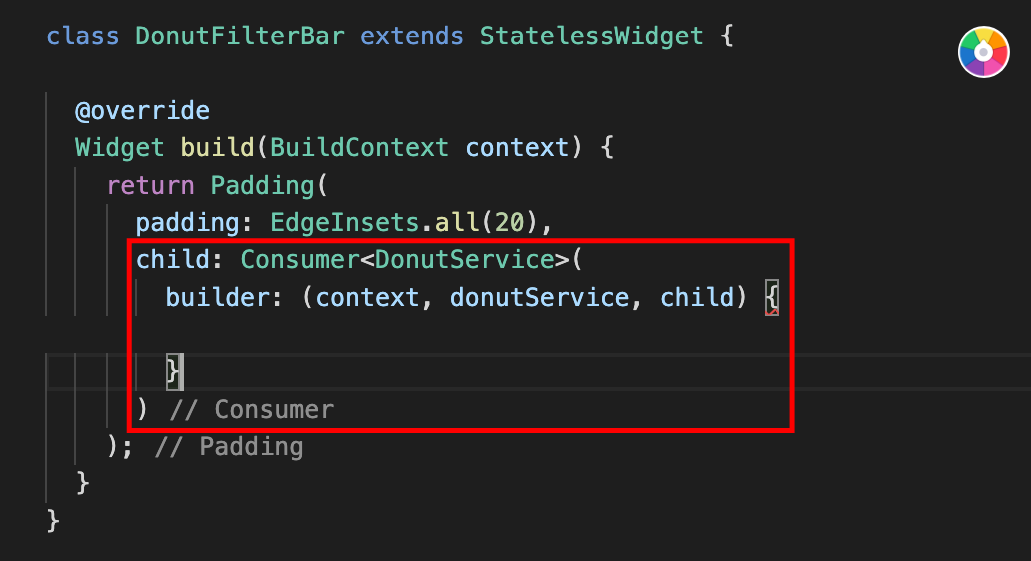 class DonutFilterBar extends StatelessWidget {
@override
Widget build(BuildContext context) {
return Padding(
padding: EdgeInsets.all(20),
child: Consumer<DonutService>(
builder: (context, donutService, child) {
}
) // Consumer
); // Padding
}
}